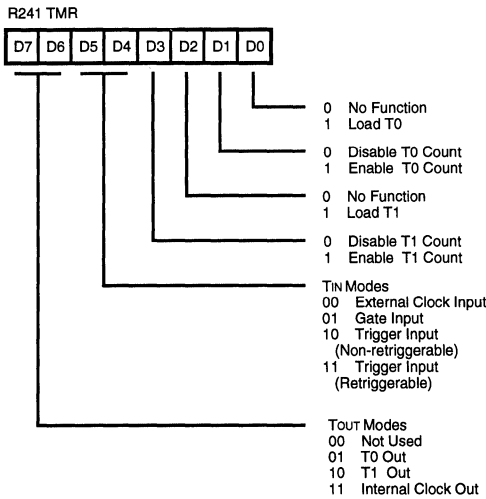 R241 TMR
D7 D6 D5 D4 D3 D2 D1 D0
0 No Function
1 Load T0
0 Disable T0 Count
1 Enable T0 Count
0 No Function
1 Load T1
0 Disable T1 Count
1 Enable T1 Count
TIN Modes
00 External Clock Input
01 Gate Input
10 Trigger Input
(Non-retriggerable)
11 Trigger Input
(Retriggerable)
TOUT Modes
00 Not Used
01 T0 Out
10 T1 Out
11 Internal Clock Out